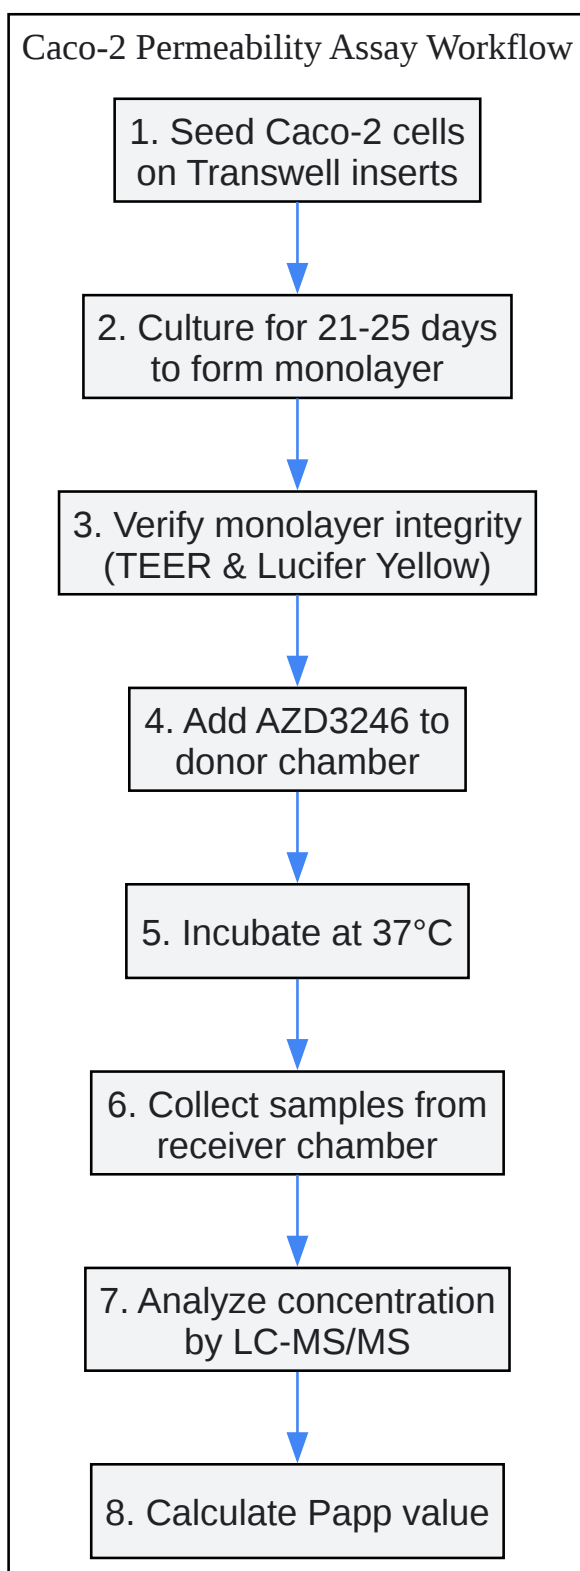 Caco-2 Permeability Assay Workflow
1. Seed Caco-2 cells
on Transwell inserts
2. Culture for 21-25 days
to form monolayer
3. Verify monolayer integrity
(TEER & Lucifer Yellow)
4. Add AZD3246 to
donor chamber
5. Incubate at 37°C
6. Collect samples from
receiver chamber
7. Analyze concentration
by LC-MS/MS
8. Calculate Papp value